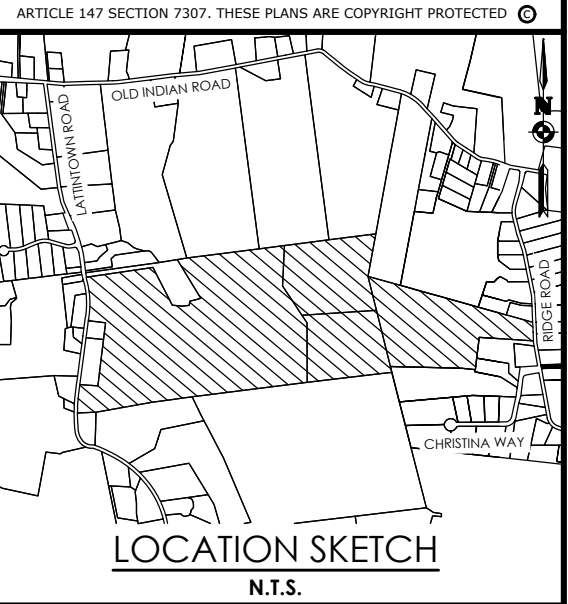 ARTICLE 147 SECTION 7307. THESE PLANS ARE COPYRIGHT PROTECTED ©
OLD INDIAN ROAD
LATTINTOWN ROAD
N
RIDGE ROAD
CHRISTINA WAY
LOCATION SKETCH
N.T.S.